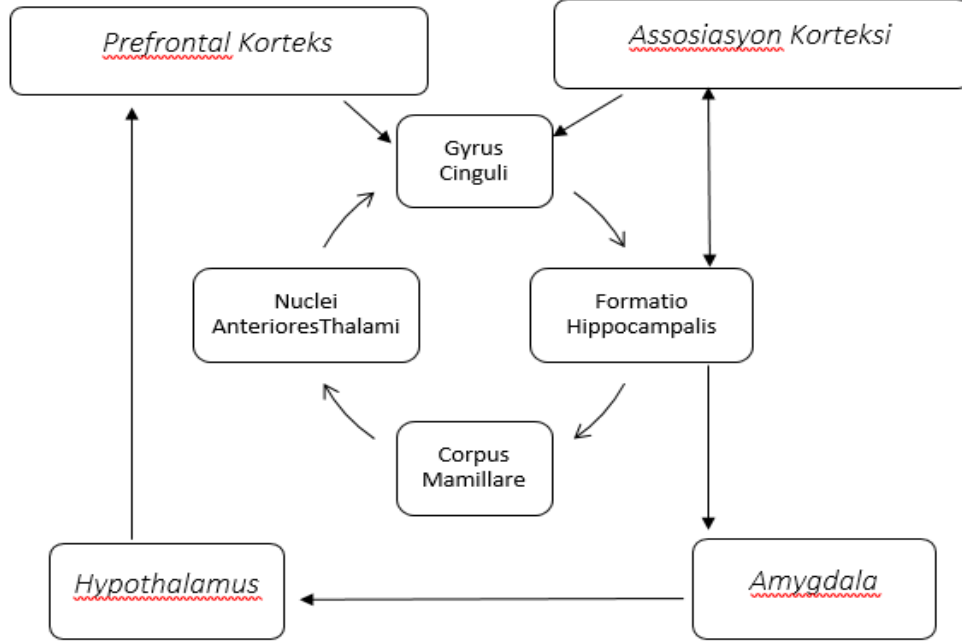 Prefrontal Korteks
Assosiasyon Korteksi
Gyrus
Cinguli
Nuclei
AnterioresThalami
Formatio
Hippocampalis
Corpus
Mamillare
Hypothalamus
Amygdala